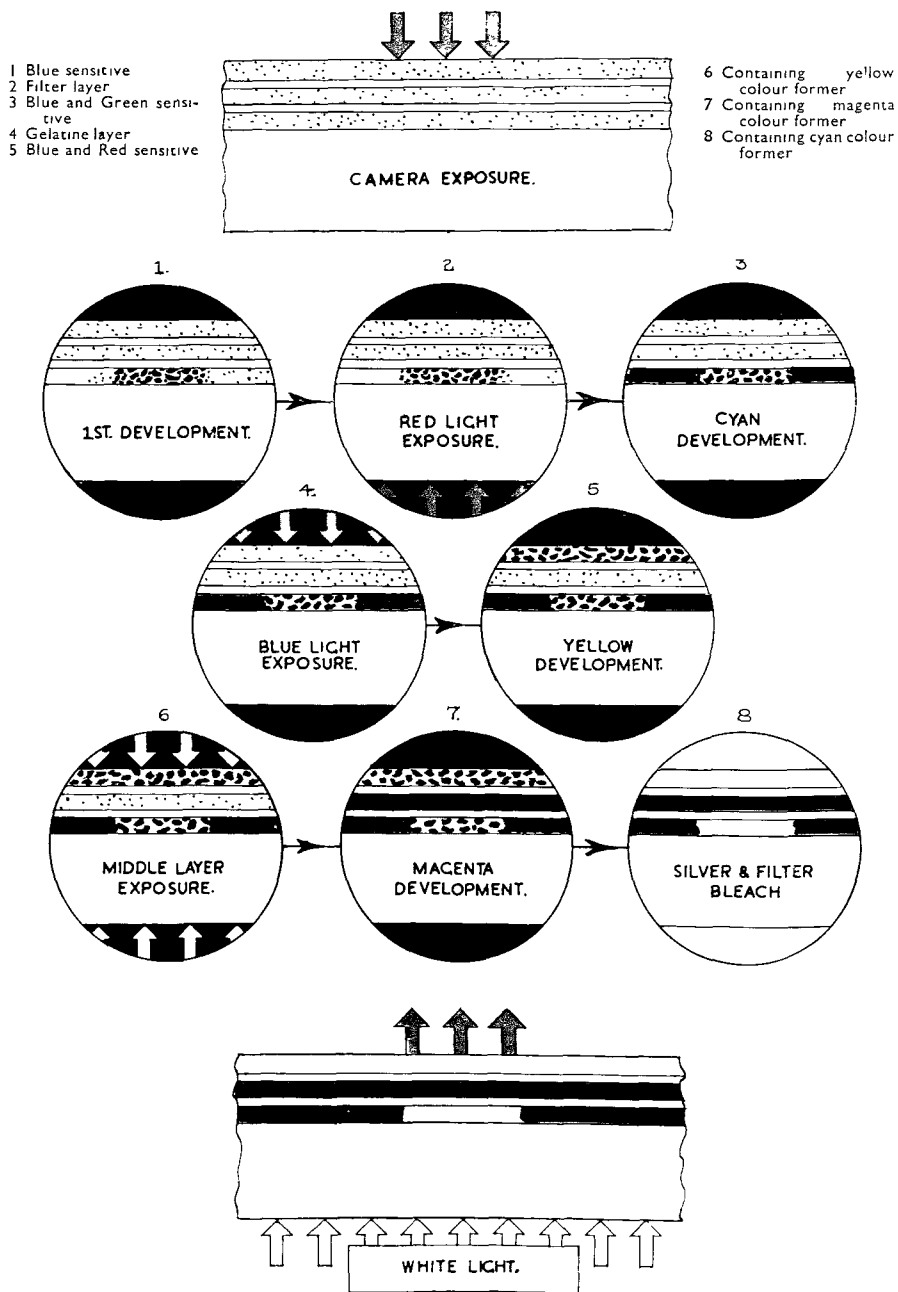 1 Blue sensitive
2 Filter layer
3 Blue and Green sensi-
tive
4 Gelatine layer
5 Blue and Red sensitive
6 Containing yellow
colour former
7 Containing magenta
colour former
8 Containing cyan colour
former
CAMERA EXPOSURE.
1.
2
3
1ST. DEVELOPMENT.
RED LIGHT
EXPOSURE.
CYAN
DEVELOPMENT.
4.
5
BLUE LIGHT
EXPOSURE.
YELLOW
DEVELOPMENT.
6
7.
8
MIDDLE LAYER
EXPOSURE.
MAGENTA
DEVELOPMENT.
SILVER & FILTER
BLEACH
WHITE LIGHT.